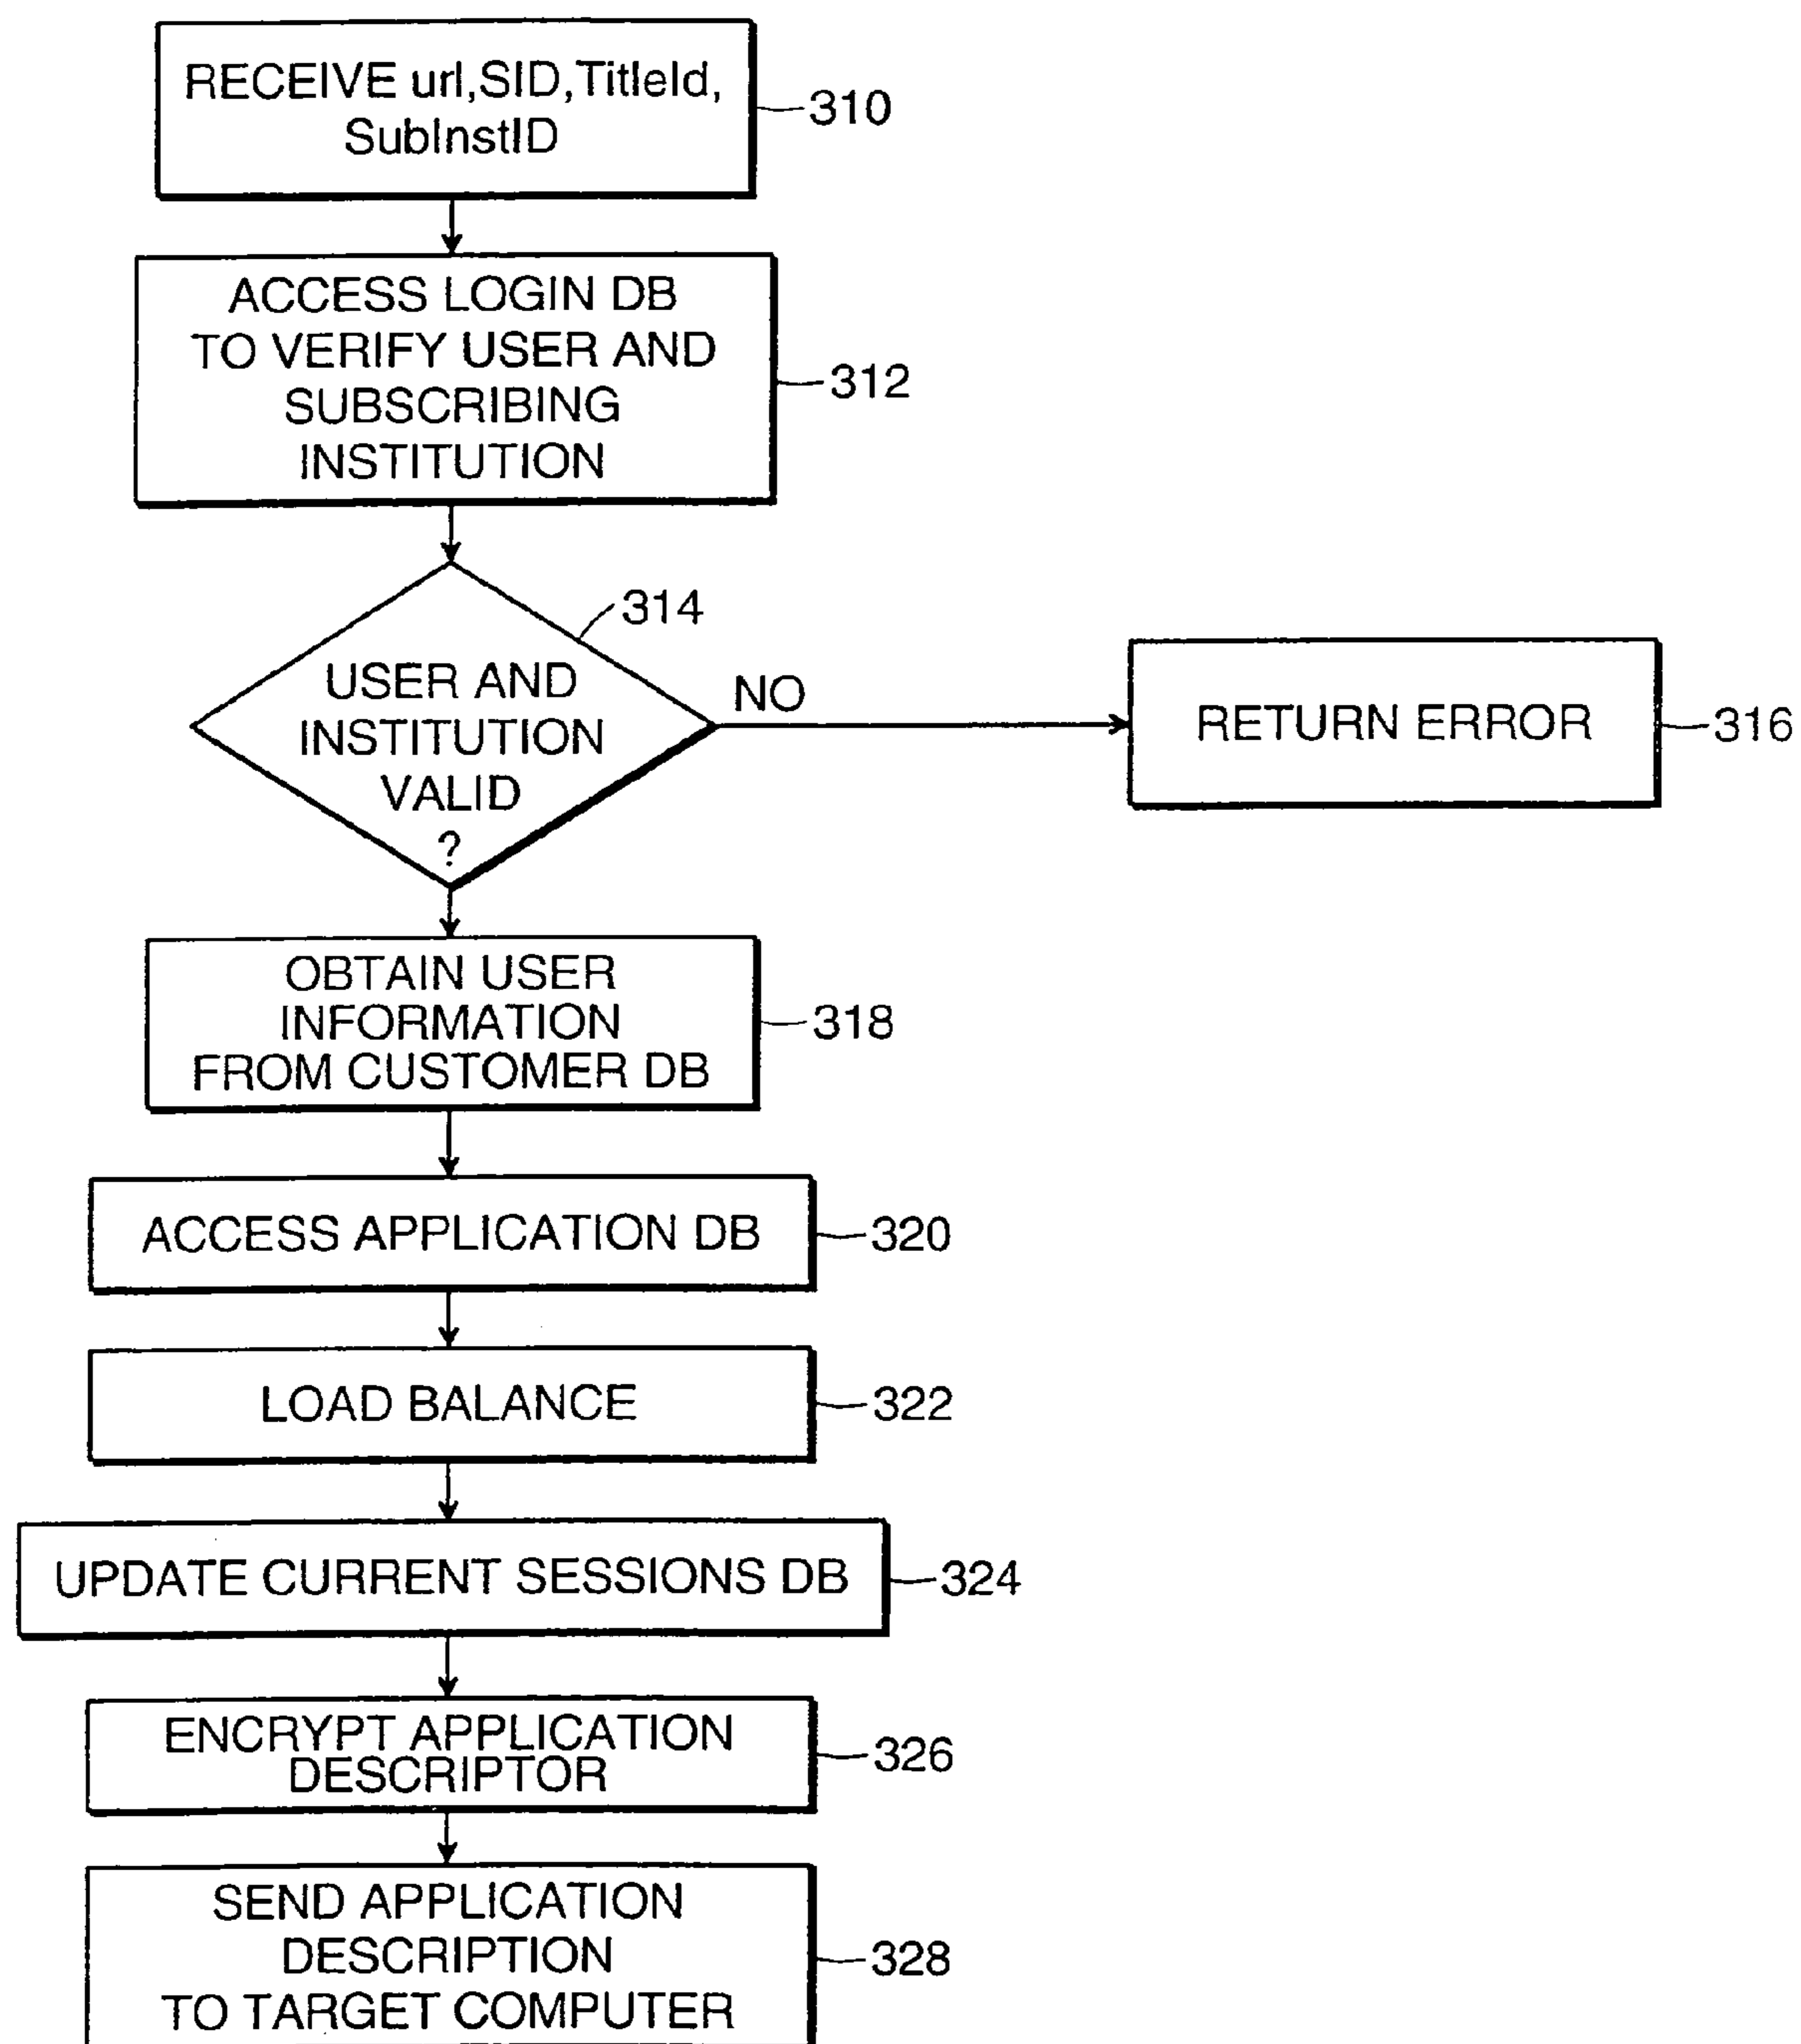 RECEIVE url,SID,TitleId,
SubInstID
310
ACCESS LOGIN DB
TO VERIFY USER AND
SUBSCRIBING
INSTITUTION
312
314
USER AND
INSTITUTION
VALID
?
NO
RETURN ERROR
316
OBTAIN USER
INFORMATION
FROM CUSTOMER DB
318
ACCESS APPLICATION DB
320
LOAD BALANCE
322
UPDATE CURRENT SESSIONS DB
324
ENCRYPT APPLICATION
DESCRIPTOR
326
SEND APPLICATION
DESCRIPTION
TO TARGET COMPUTER
328